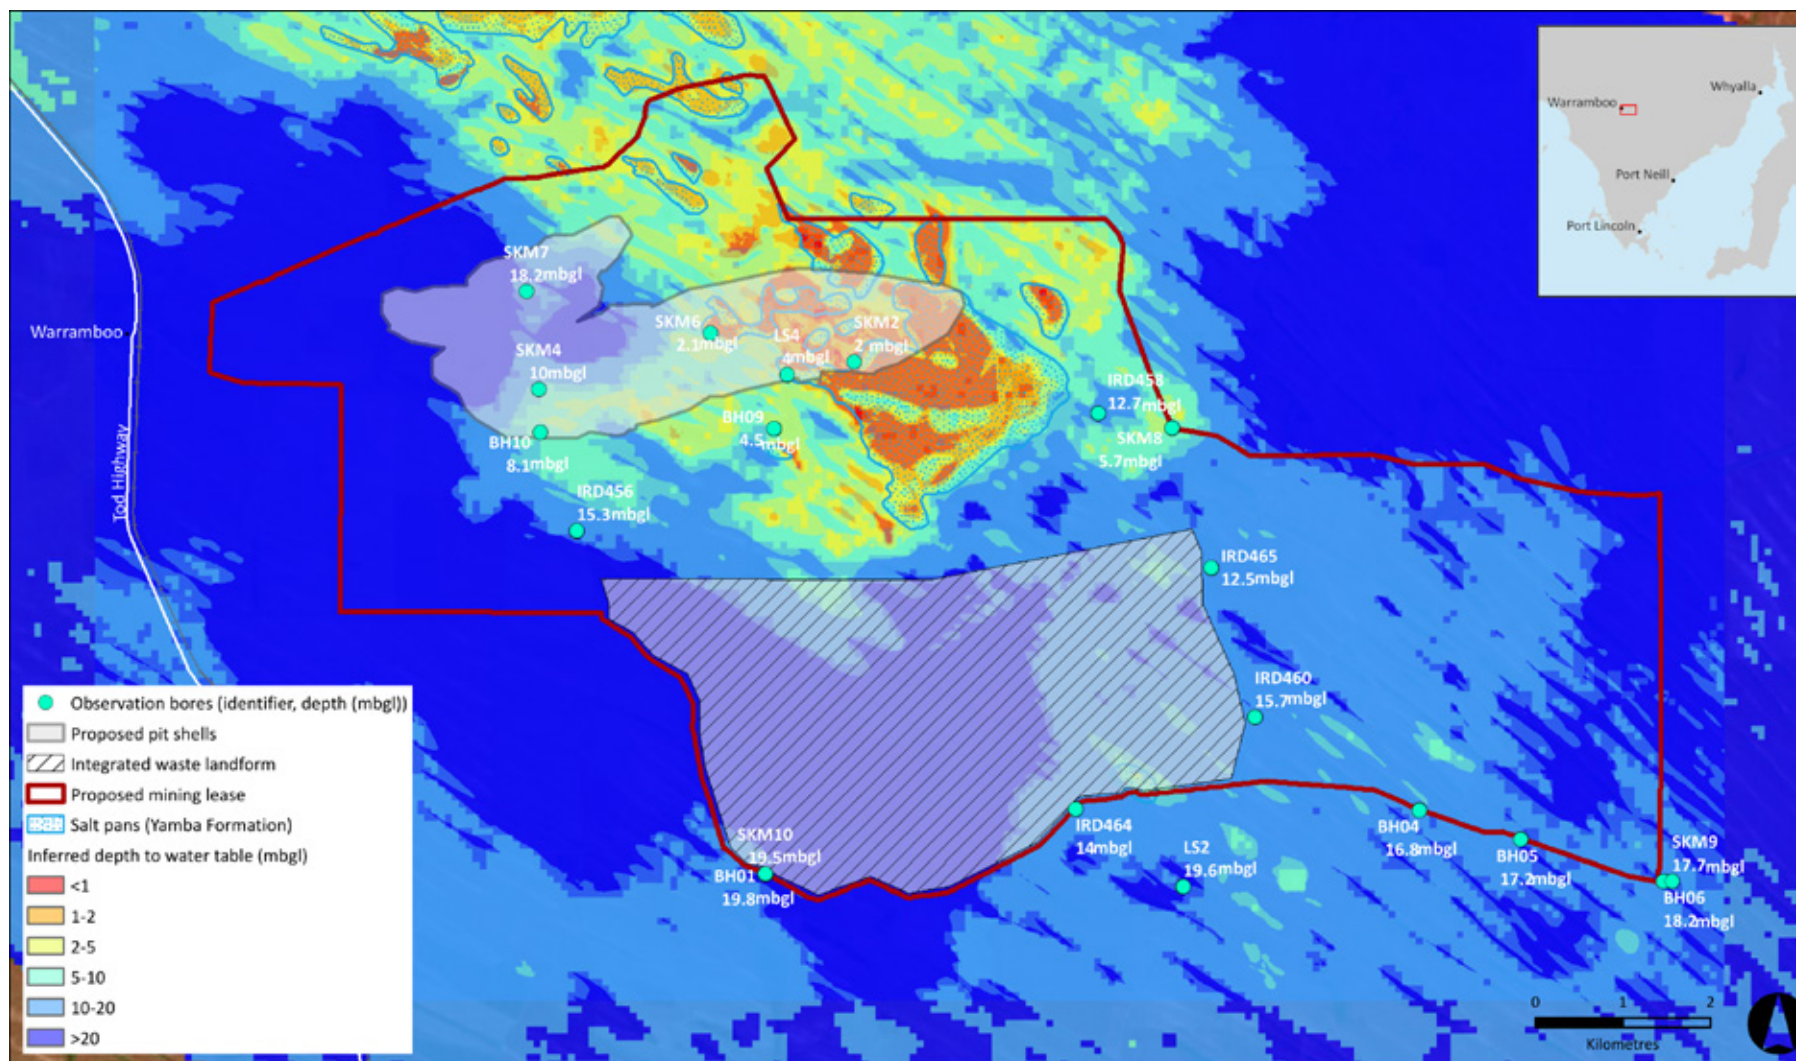 Whyalla
Warramboo
Port Neill
Port Lincoln
SKM7
18.2mbgl
Warramboo
SKM6
2.1mbgl
LS4
4mbgl
SKM2
2 mbgl
SKM4
10mbgl
IRD458
12.7mbgl
BH09
4.5mbgl
SKM8
5.7mbgl
BH10
8.1mbgl
Tod Highway
IRD456
15.3mbgl
IRD465
12.5mbgl
IRD460
15.7mbgl
SKM10
19.5mbgl
BH01
19.8mbgl
IRD464
14mbgl
LS2
19.6mbgl
BH04
16.8mbgl
BH05
17.2mbgl
SKM9
17.7mbgl
BH06
18.2mbgl
Observation bores (identifier, depth (mbgl))
Proposed pit shells
Integrated waste landform
Proposed mining lease
Salt pans (Yamba Formation)
Inferred depth to water table (mbgl)
<1
1-2
2-5
5-10
10-20
>20
0 1 2
Kilometres